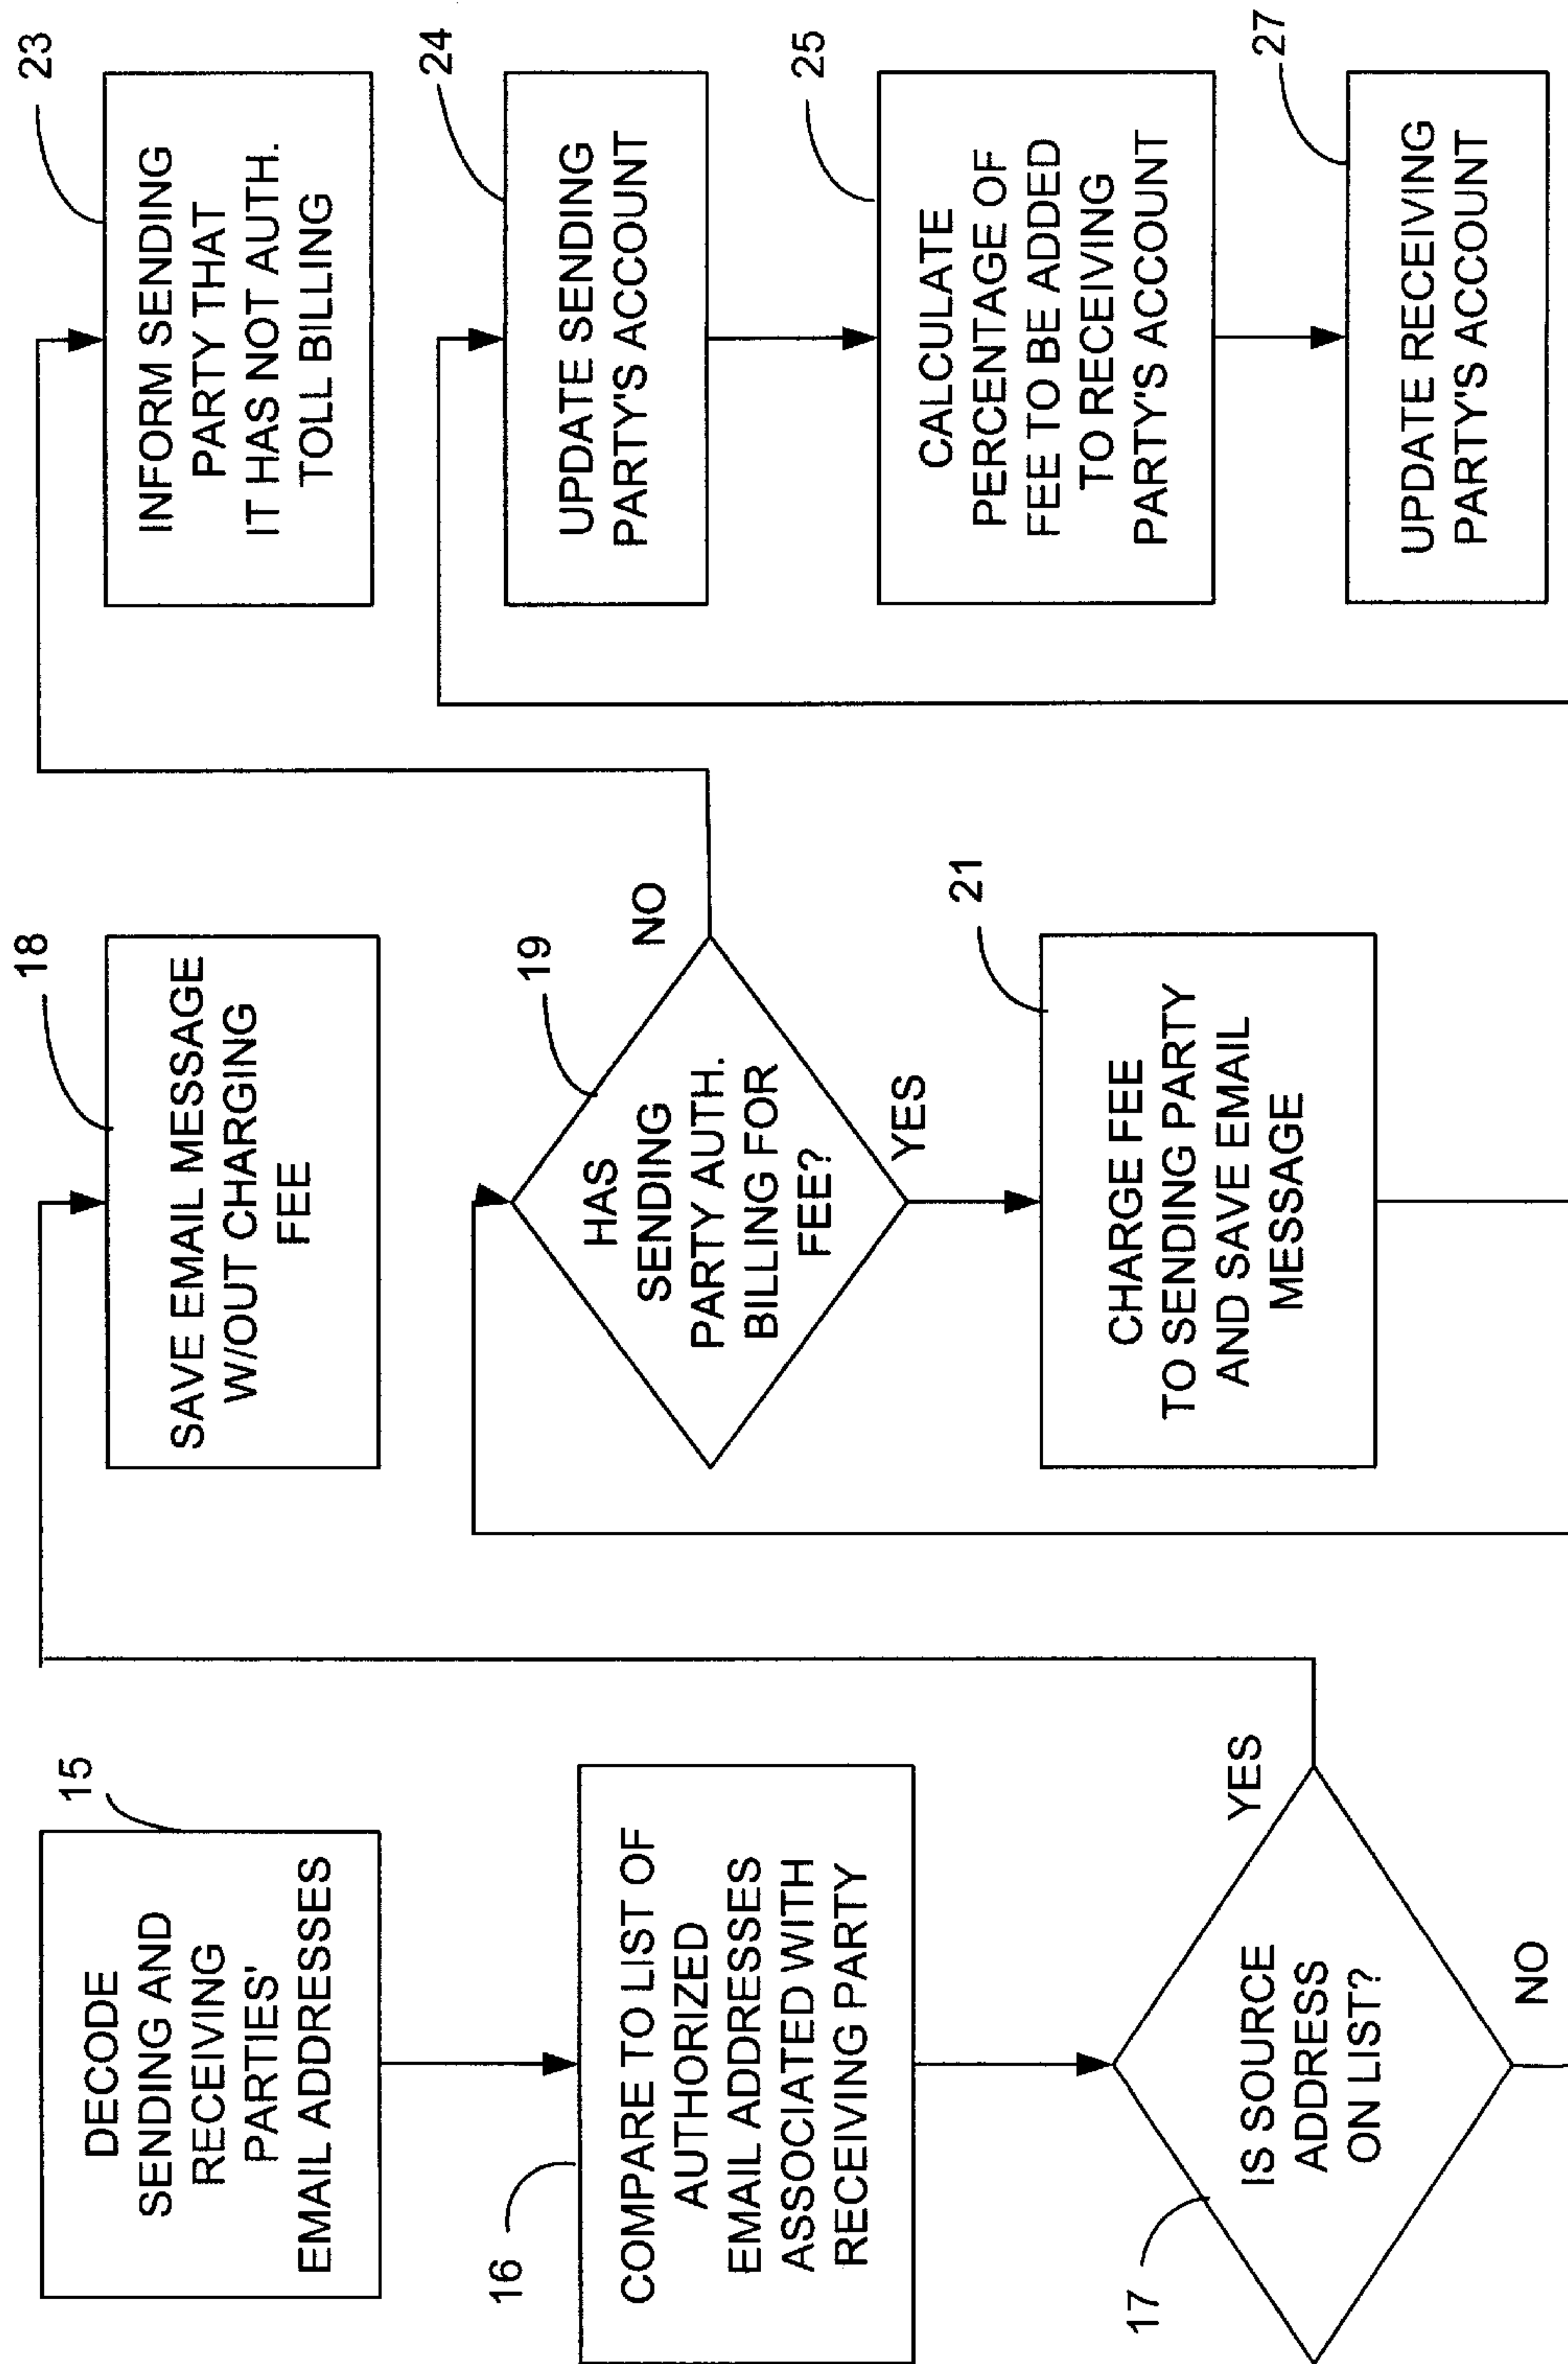 15
DECODE
SENDING AND
RECEIVING
PARTIES'
EMAIL ADDRESSES
16
COMPARE TO LIST OF
AUTHORIZED
EMAIL ADDRESSES
ASSOCIATED WITH
RECEIVING PARTY
17
IS SOURCE
ADDRESS
ON LIST?
YES
NO
18
SAVE EMAIL MESSAGE
W/OUT CHARGING
FEE
19
HAS
SENDING
PARTY AUTH.
BILLING FOR
FEE?
NO
YES
21
CHARGE FEE
TO SENDING PARTY
AND SAVE EMAIL
MESSAGE
23
INFORM SENDING
PARTY THAT
IT HAS NOT AUTH.
TOLL BILLING
24
UPDATE SENDING
PARTY'S ACCOUNT
25
CALCULATE
PERCENTAGE OF
FEE TO BE ADDED
TO RECEIVING
PARTY'S ACCOUNT
27
UPDATE RECEIVING
PARTY'S ACCOUNT